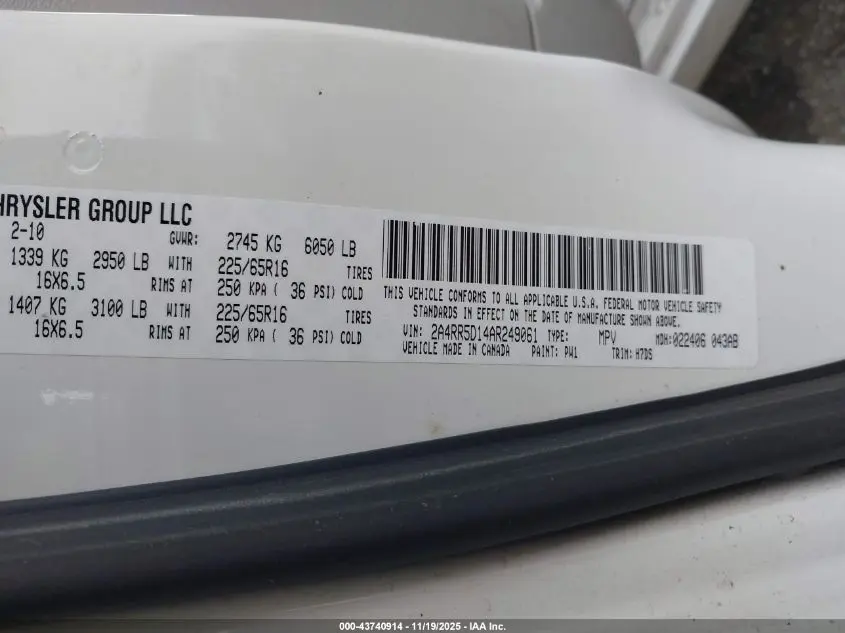 HRYSLER GROUP LLC
2-10 GVWR: 2745 KG 6050 LB
1339 KG 2950 LB WITH 225/65R16 TIRES
16X6.5 RIMS AT 250 KPA ( 36 PSI) COLD
1407 KG 3100 LB WITH 225/65R16 TIRES
16X6.5 RIMS AT 250 KPA ( 36 PSI) COLD
THIS VEHICLE CONFORMS TO ALL APPLICABLE U.S.A. FEDERAL MOTOR VEHICLE SAFETY
STANDARDS IN EFFECT ON THE DATE OF MANUFACTURE SHOWN ABOVE.
VIN: 2A4RR5D14AR249061 TYPE: MPV MDH:022406 043AB
VEHICLE MADE IN CANADA PAINT: PW1 TRIM: H7DS
000-43740914 - 11/19/2025 - IAA Inc.